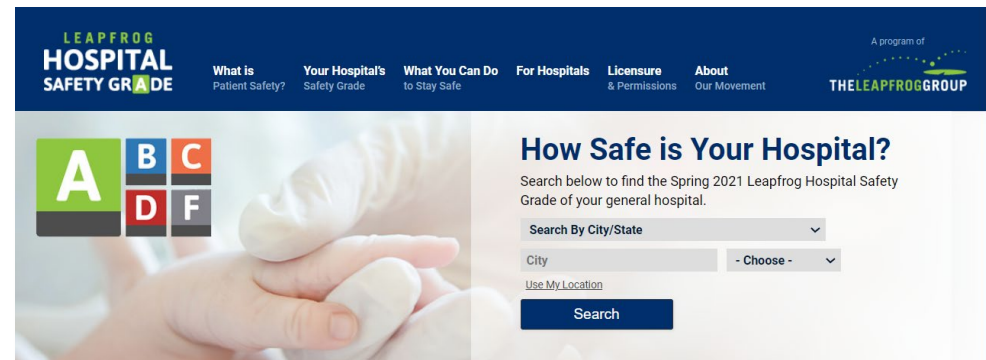 LEAPFROG
HOSPITAL
SAFETY GRADE
What is
Patient Safety?
Your Hospital's
Safety Grade
What You Can Do
to Stay Safe
For Hospitals
Licensure
& Permissions
About
Our Movement
A program of
THELEAPFROGGROUP
A
B
C
D
F
How Safe is Your Hospital?
Search below to find the Spring 2021 Leapfrog Hospital Safety
Grade of your general hospital.
Search By City/State
City
- Choose -
Use My Location
Search